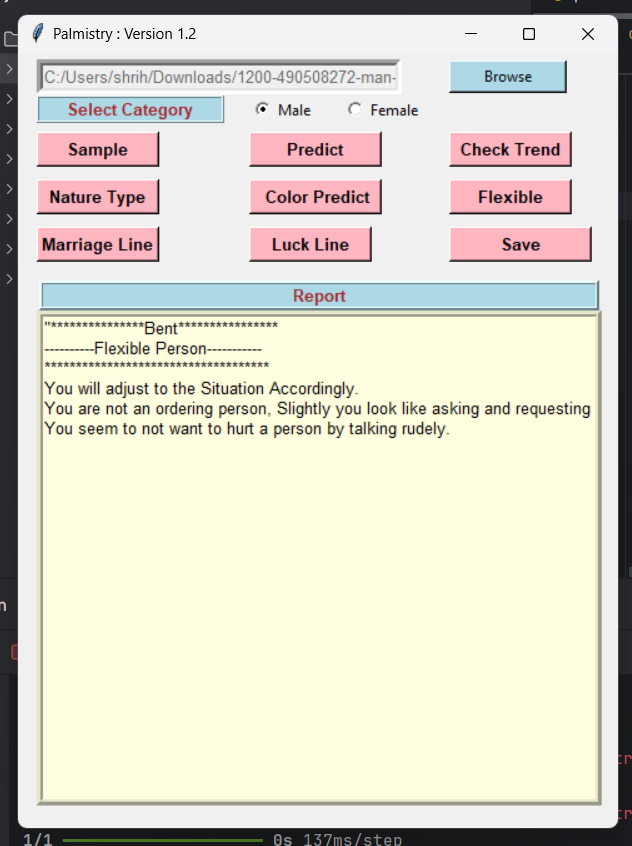 Palmistry : Version 1.2
C:/Users/shrih/Downloads/1200-490508272-man-
Browse
Select Category
Male
Female
Sample
Predict
Check Trend
Nature Type
Color Predict
Flexible
Marriage Line
Luck Line
Save
Report
"***************Bent****************
----------Flexible Person-----------
************************************
You will adjust to the Situation Accordingly.
You are not an ordering person, Slightly you look like asking and requesting
You seem to not want to hurt a person by talking rudely.
1/1
0s 137ms/step